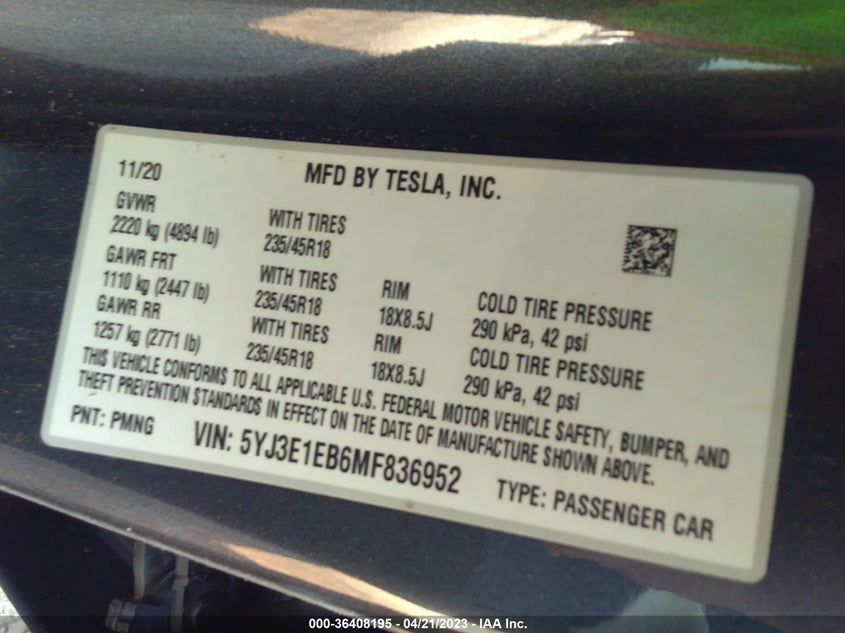 11/20 MFD BY TESLA, INC.
GVWR
2220 kg (4894 lb) WITH TIRES
235/45R18
GAWR FRT
1110 kg (2447 lb) WITH TIRES
235/45R18 RIM
18X8.5J COLD TIRE PRESSURE
290 kPa, 42 psi
GAWR RR
1257 kg (2771 lb) WITH TIRES
235/45R18 RIM
18X8.5J COLD TIRE PRESSURE
290 kPa, 42 psi
THIS VEHICLE CONFORMS TO ALL APPLICABLE U.S. FEDERAL MOTOR VEHICLE SAFETY, BUMPER, AND
THEFT PREVENTION STANDARDS IN EFFECT ON THE DATE OF MANUFACTURE SHOWN ABOVE.
PNT: PMNG VIN: 5YJ3E1EB6MF836952 TYPE: PASSENGER CAR
000-36408195 - 04/21/2023 - IAA Inc.